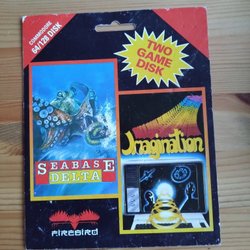 COMMODORE
64/128 DISK
TWO
GAME
DISK
SEABASE
DELTA
Imagination
FIREBIRD